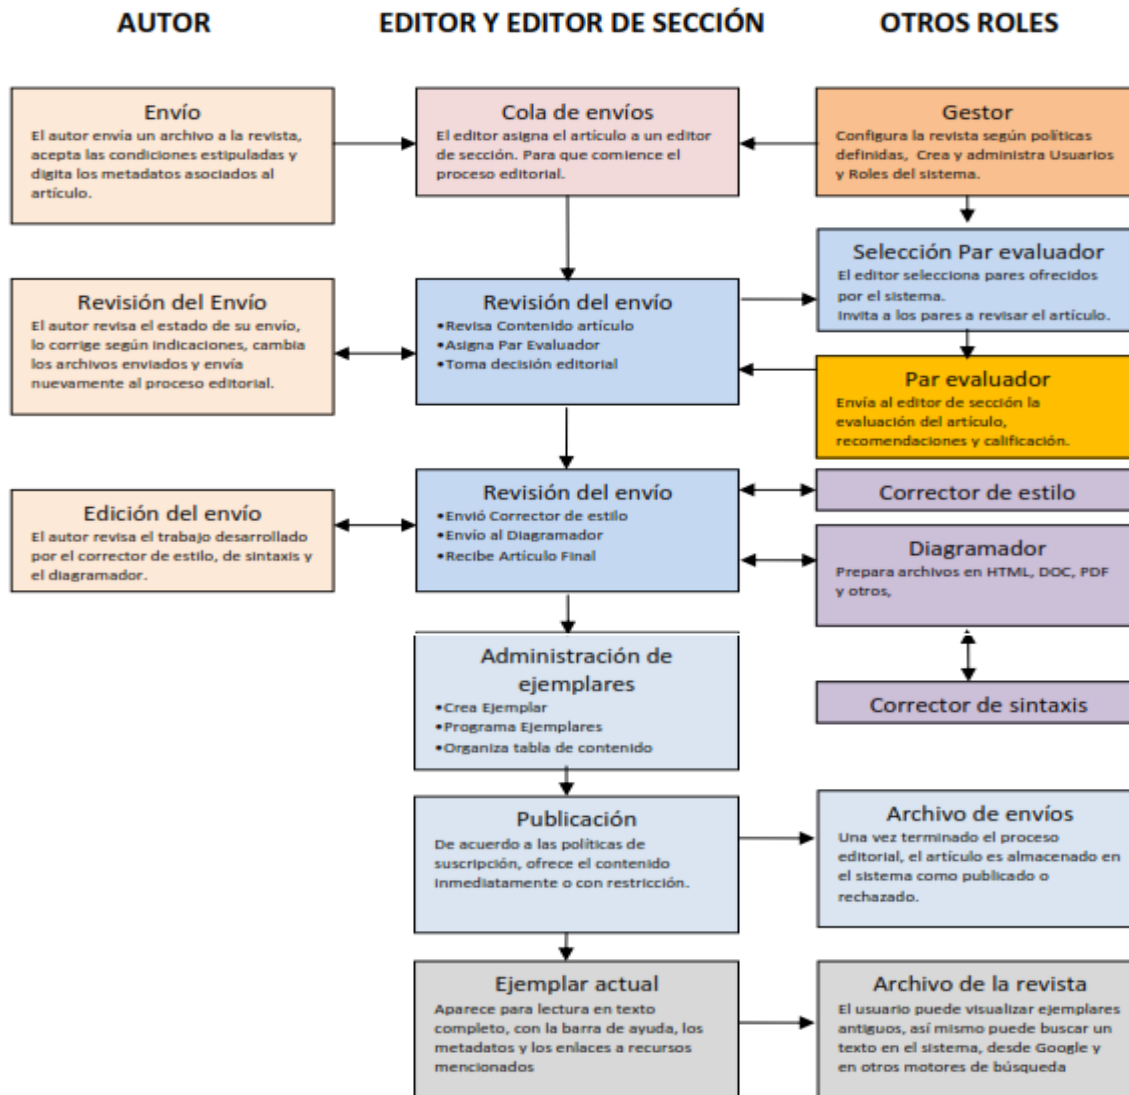 AUTOR
EDITOR Y EDITOR DE SECCIÓN
OTROS ROLES
Envío
El autor envía un archivo a la revista,
acepta las condiciones estipuladas y
digita los metadatos asociados al
artículo.
Cola de envíos
El editor asigna el artículo a un editor
de sección. Para que comience el
proceso editorial.
Gestor
Configura la revista según políticas
definidas, Crea y administra Usuarios
y Roles del sistema.
Selección Par evaluador
El editor selecciona pares ofrecidos
por el sistema.
Invita a los pares a revisar el artículo.
Revisión del Envío
El autor revisa el estado de su envío,
lo corrige según indicaciones, cambia
los archivos enviados y envía
nuevamente al proceso editorial.
Revisión del envío
•Revisa Contenido artículo
•Asigna Par Evaluador
•Toma decisión editorial
Par evaluador
Envía al editor de sección la
evaluación del artículo,
recomendaciones y calificación.
Edición del envío
El autor revisa el trabajo desarrollado
por el corrector de estilo, de sintaxis y
el diagramador.
Revisión del envío
•Envió Corrector de estilo
•Envío al Diagramador
•Recibe Artículo Final
Corrector de estilo
Diagramador
Prepara archivos en HTML, DOC, PDF
y otros,
Corrector de sintaxis
Administración de
ejemplares
•Crea Ejemplar
•Programa Ejemplares
•Organiza tabla de contenido
Publicación
De acuerdo a las políticas de
suscripción, ofrece el contenido
inmediatamente o con restricción.
Archivo de envíos
Una vez terminado el proceso
editorial, el artículo es almacenado en
el sistema como publicado o
rechazado.
Ejemplar actual
Aparece para lectura en texto
completo, con la barra de ayuda, los
metadatos y los enlaces a recursos
mencionados
Archivo de la revista
El usuario puede visualizar ejemplares
antiguos, así mismo puede buscar un
texto en el sistema, desde Google y
en otros motores de búsqueda